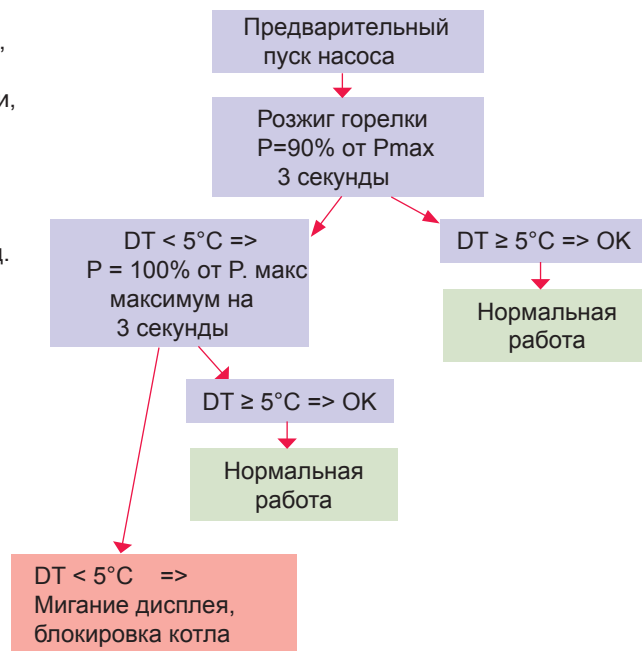 ,
и,
д.
Предварительный
пуск насоса
Розжиг горелки
P=90% от Pmax
3 секунды
DT < 5°C =>
P = 100% от Р. макс
максимум на
3 секунды
DT ≥ 5°C => OK
Нормальная
работа
DT ≥ 5°C => OK
Нормальная
работа
DT < 5°C =>
Мигание дисплея,
блокировка котла